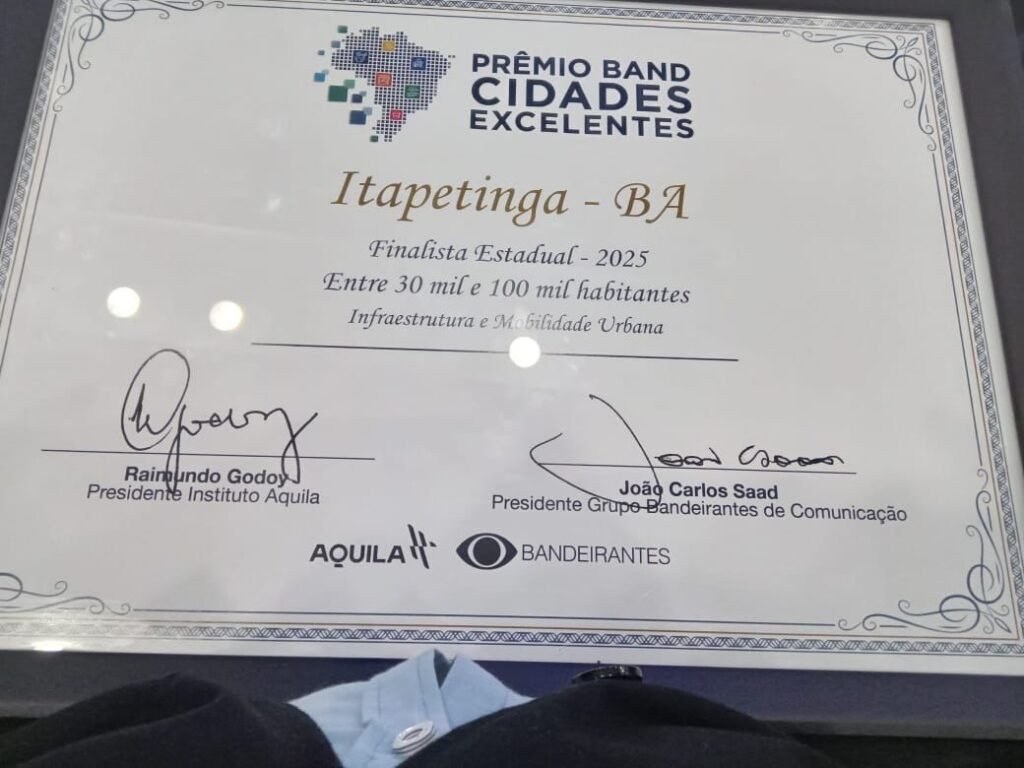 PRÊMIO BAND
CIDADES
EXCELENTES
Itapetinga - BA
Finalista Estadual - 2025
Entre 30 mil e 100 mil habitantes
Infraestrutura e Mobilidade Urbana
Raimundo Godoy
Presidente Instituto Aquila
João Carlos Saad
Presidente Grupo Bandeirantes de Comunicação
AQUILA
BANDEIRANTES